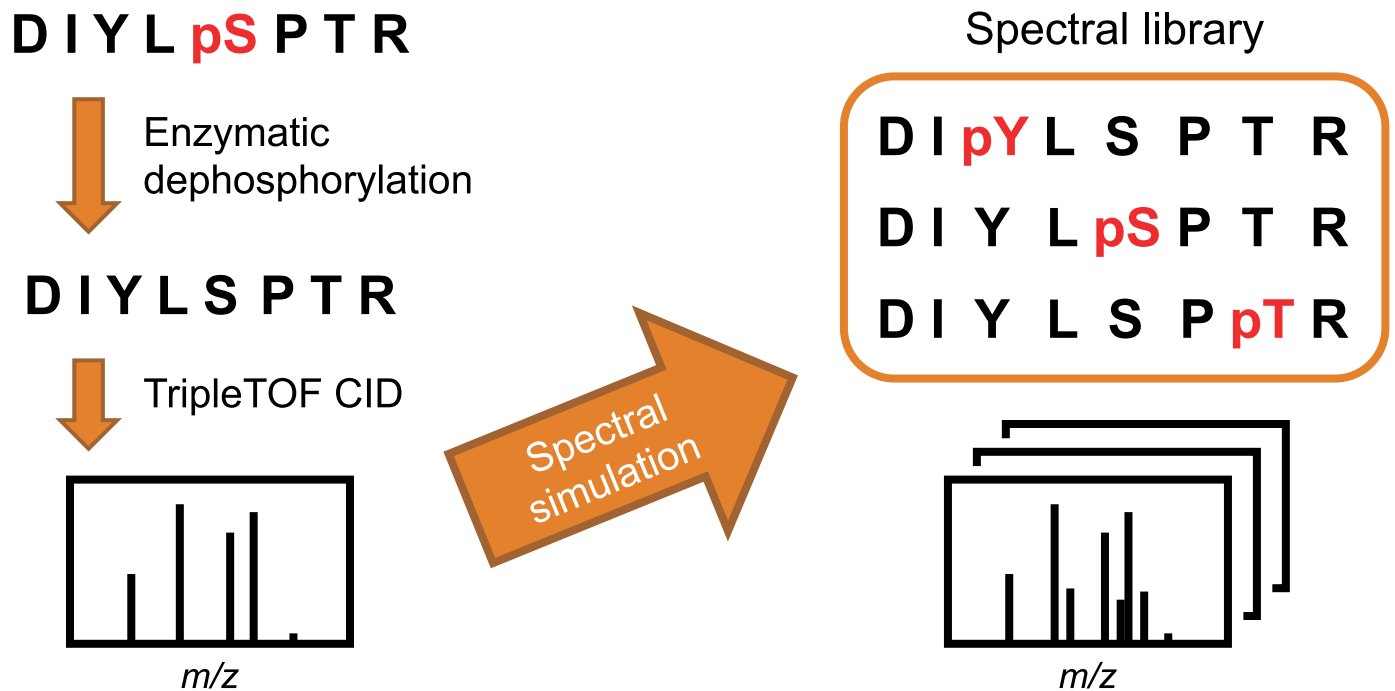 D I Y L pS P T R
Enzymatic
dephosphorylation
D I Y L S P T R
TripleTOF CID
m/z
Spectral
simulation
Spectral library
D I pY L S P T R
D I Y L pS P T R
D I Y L S P pT R
m/z